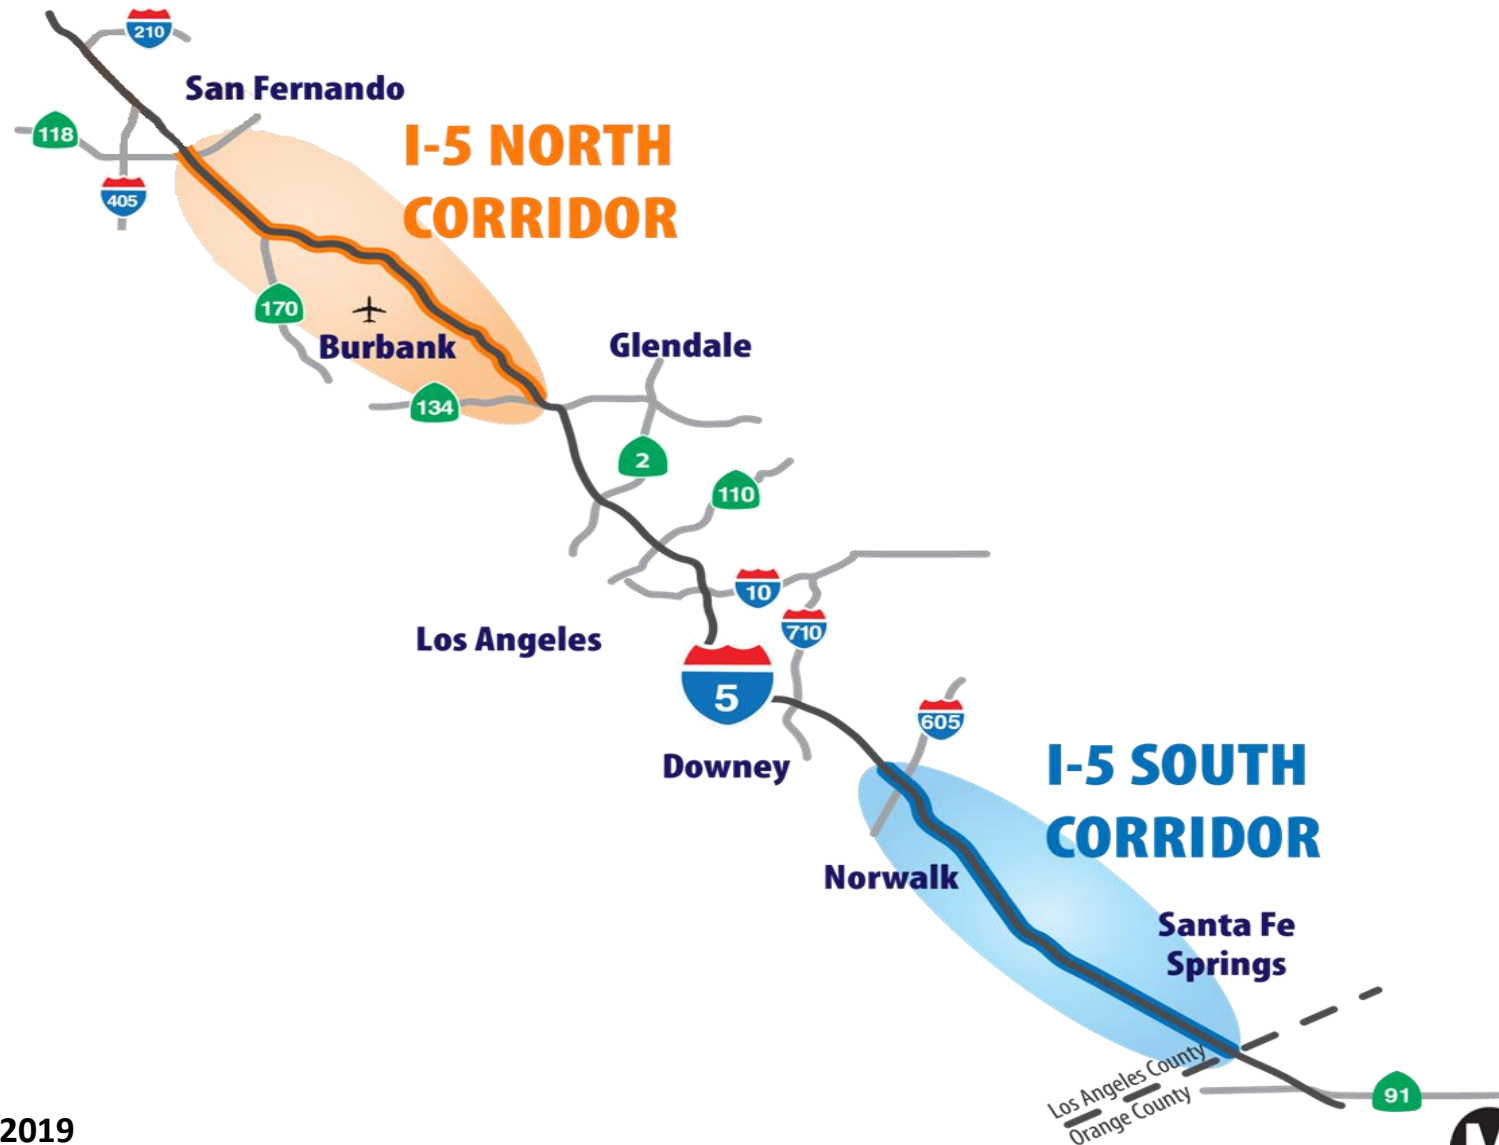 210
San Fernando
118
I-5 NORTH
CORRIDOR
405
170
Burbank
Glendale
134
2
110
10
710
Los Angeles
5
605
Downey
I-5 SOUTH
CORRIDOR
Norwalk
Santa Fe
Springs
Los Angeles County
Orange County
91
2019